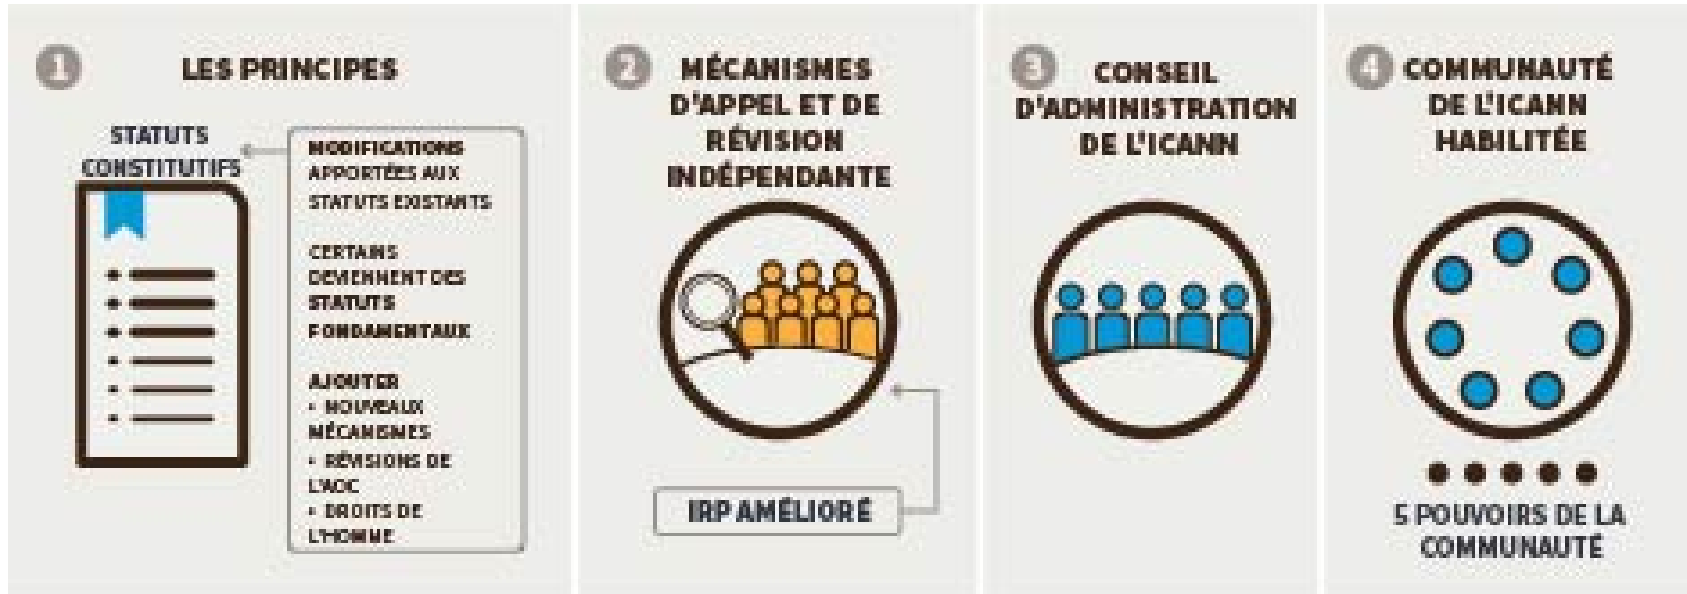 1
LES PRINCIPES
STATUTS
CONSTITUTIFS
MODIFICATIONS
APPORTÉES AUX
STATUTS EXISTANTS
CERTAINS
DEVIENNENT DES
STATUTS
FONDAMENTAUX
AJOUTER
• NOUVEAUX
MÉCANISMES
• RÉVISIONS DE
L'AOC
• DROITS DE
L'HOMME
2
MÉCANISMES
D'APPEL ET DE
RÉVISION
INDÉPENDANTE
IRP AMÉLIORÉ
3
CONSEIL
D'ADMINISTRATION
DE L'ICANN
4
COMMUNAUTÉ
DE L'ICANN
HABILITÉE
5 POUVOIRS DE LA
COMMUNAUTÉ